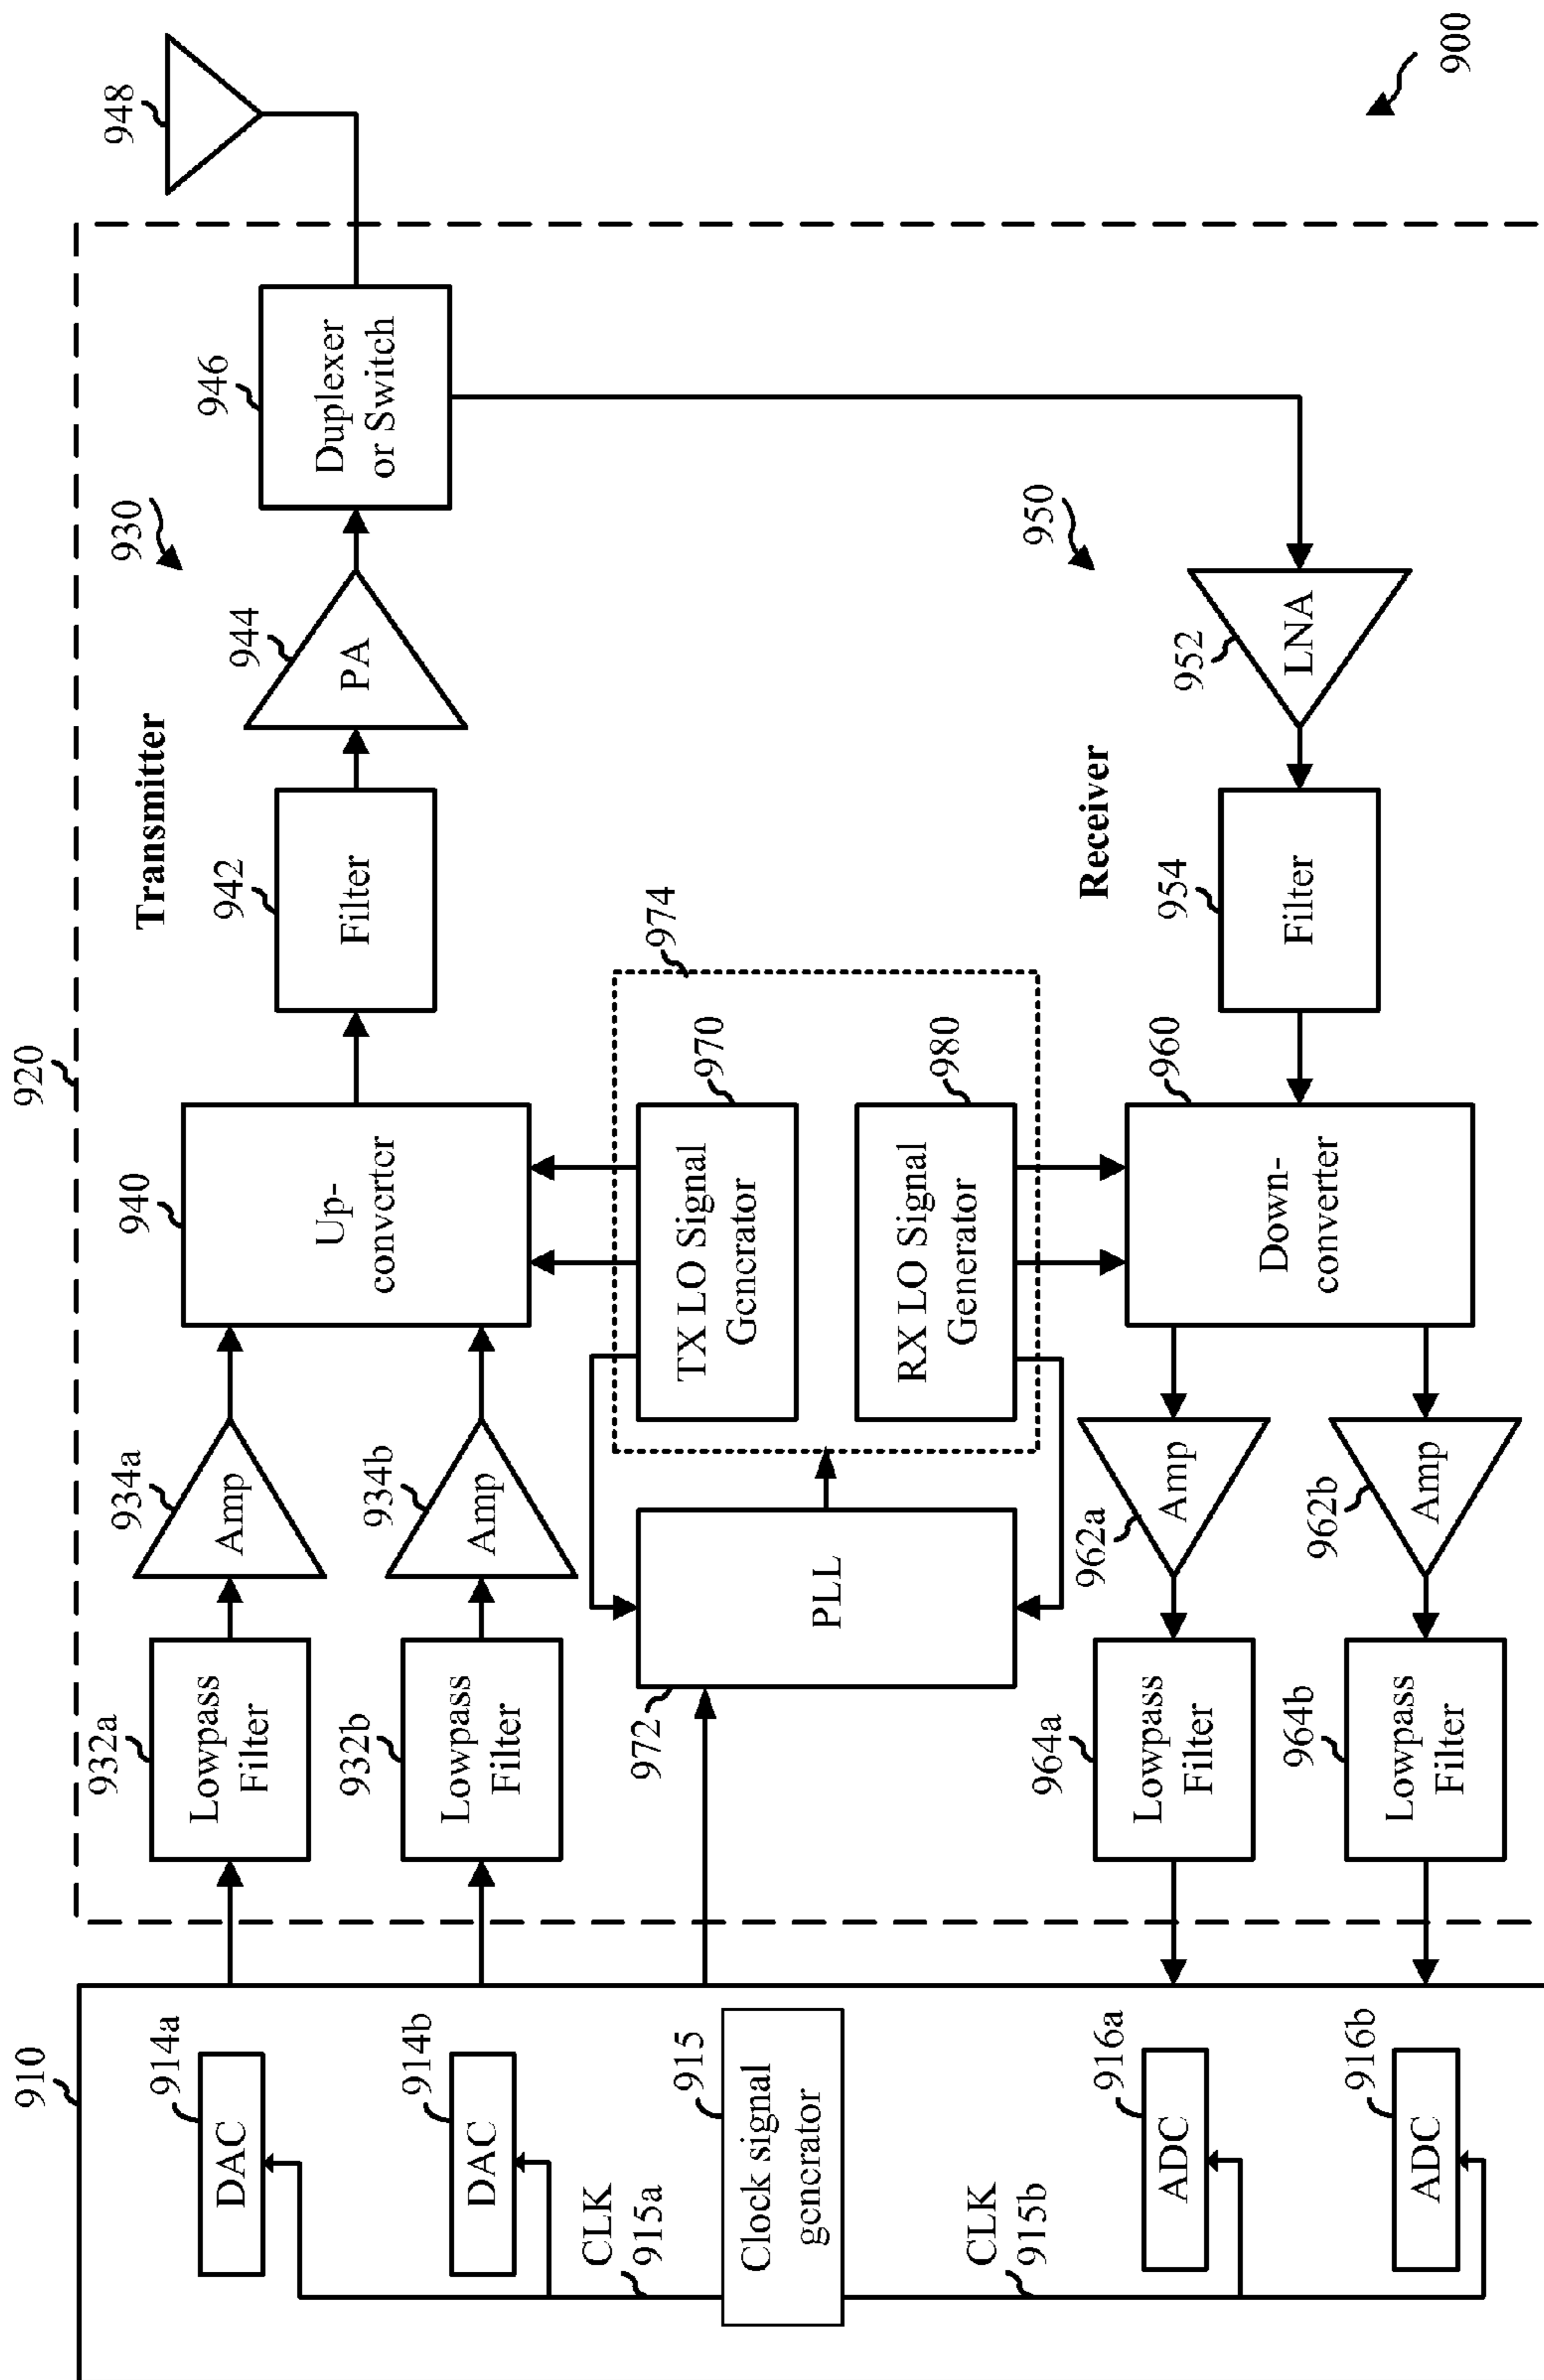 920
948
910
932a
934a
940
Transmitter
930
946
914a
DAC
Lowpass
Filter
Amp
Up-
converter
942
Filter
944
PA
Duplexer
or Switch
914b
DAC
932b
Lowpass
Filter
934b
Amp
974
CLK
915a
915
Clock signal
generator
972
PLL
TX LO Signal
Generator
970
RX LO Signal
Generator
980
CLK
915b
916a
ADC
964a
Lowpass
Filter
962a
Amp
960
Down-
converter
Receiver
954
Filter
950
952
LNA
916b
ADC
964b
Lowpass
Filter
962b
Amp
900